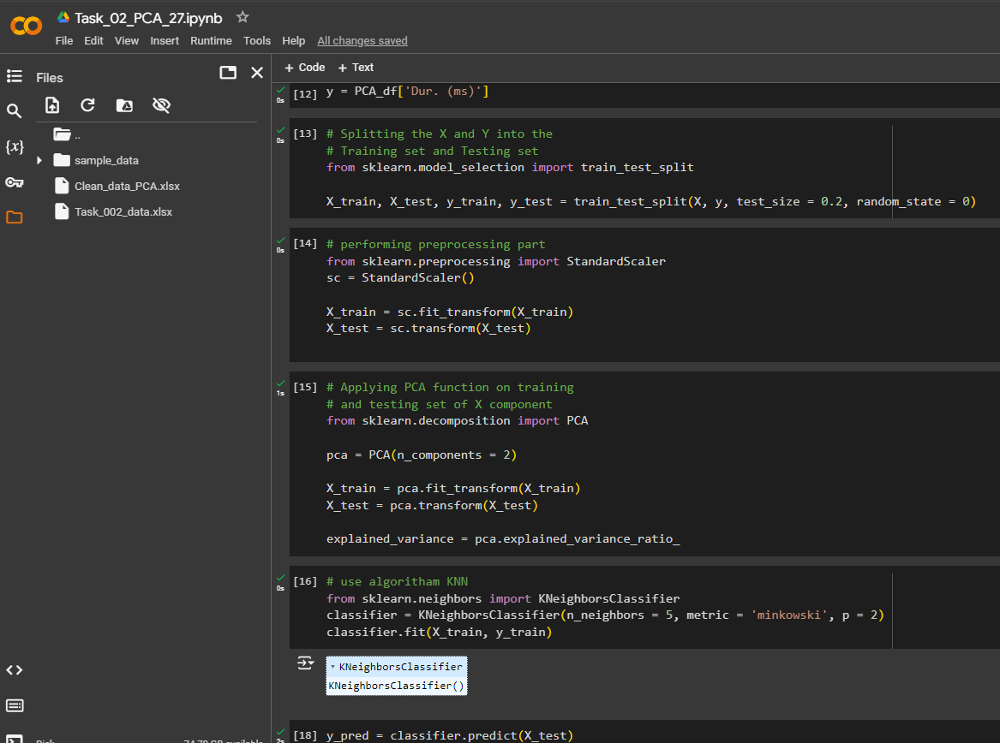 Task_02_PCA_27.ipynb
File Edit View Insert Runtime Tools Help All changes saved
Files
+ Code + Text
..
sample_data
Clean_data_PCA.xlsx
Task_002_data.xlsx
{x}
0s
[12] y = PCA_df['Dur. (ms)']
0s
[13] # Splitting the X and Y into the
# Training set and Testing set
from sklearn.model_selection import train_test_split
X_train, X_test, y_train, y_test = train_test_split(X, y, test_size = 0.2, random_state = 0)
0s
[14] # performing preprocessing part
from sklearn.preprocessing import StandardScaler
sc = StandardScaler()
X_train = sc.fit_transform(X_train)
X_test = sc.transform(X_test)
1s
[15] # Applying PCA function on training
# and testing set of X component
from sklearn.decomposition import PCA
pca = PCA(n_components = 2)
X_train = pca.fit_transform(X_train)
X_test = pca.transform(X_test)
explained_variance = pca.explained_variance_ratio_
0s
[16] # use algoritham KNN
from sklearn.neighbors import KNeighborsClassifier
classifier = KNeighborsClassifier(n_neighbors = 5, metric = 'minkowski', p = 2)
classifier.fit(X_train, y_train)
KNeighborsClassifier
KNeighborsClassifier()
2s
[18] y_pred = classifier.predict(X_test)